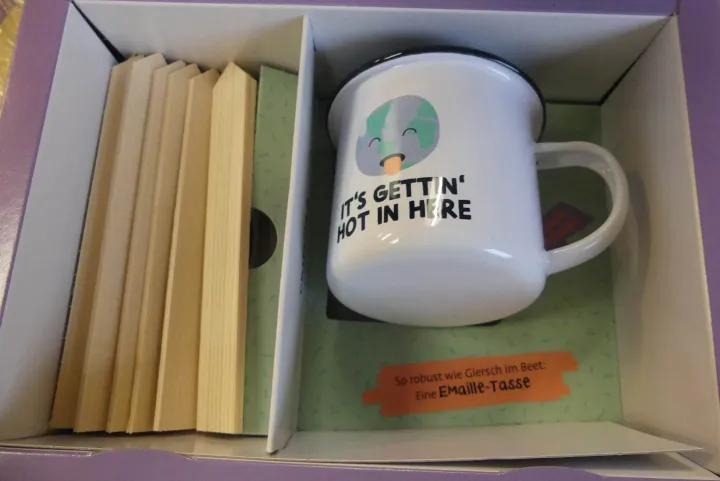 IT'S GETTIN'
HOT IN HERE
So robust wie Giersch im Beet:
Eine Emaille-Tasse